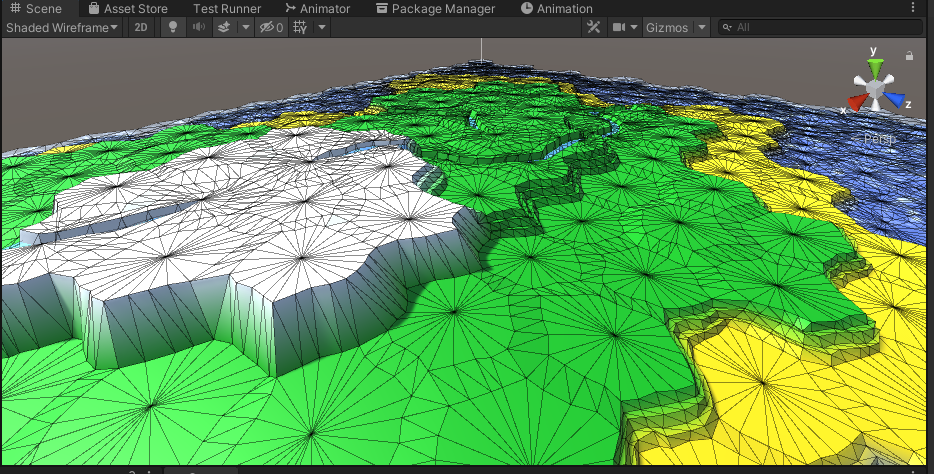 Scene Asset Store Test Runner Animator Package Manager Animation
Shaded Wireframe 2D 0 Gizmos All
y
x z
Persp